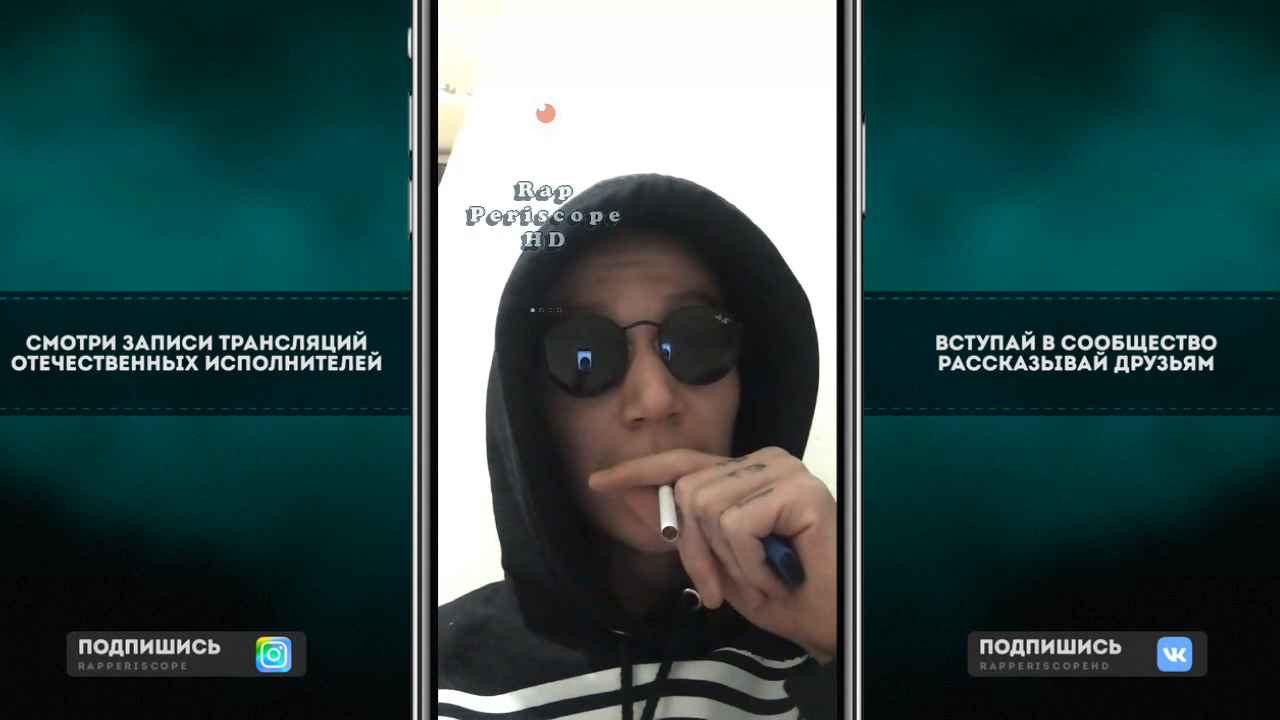 Rap
Periscope
HD
СМОТРИ ЗАПИСИ ТРАНСЛЯЦИЙ
ОТЕЧЕСТВЕННЫХ ИСПОЛНИТЕЛЕЙ
ВСТУПАЙ В СООБЩЕСТВО
РАССКАЗЫВАЙ ДРУЗЬЯМ
ПОДПИШИСЬ
RAPPERISCOPE
ПОДПИШИСЬ
RAPPERISCOPEHD